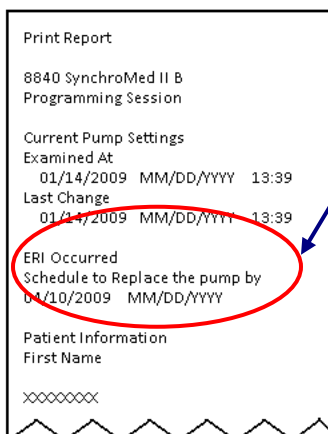 Print Report
8840 SynchroMed II B
Programming Session
Current Pump Settings
Examined At
01/14/2009 MM/DD/YYYY 13:39
Last Change
01/14/2009 MM/DD/YYYY 13:39
ERI Occurred
Schedule to Replace the pump by
04/10/2009 MM/DD/YYYY
Patient Information
First Name
XXXXXXXX